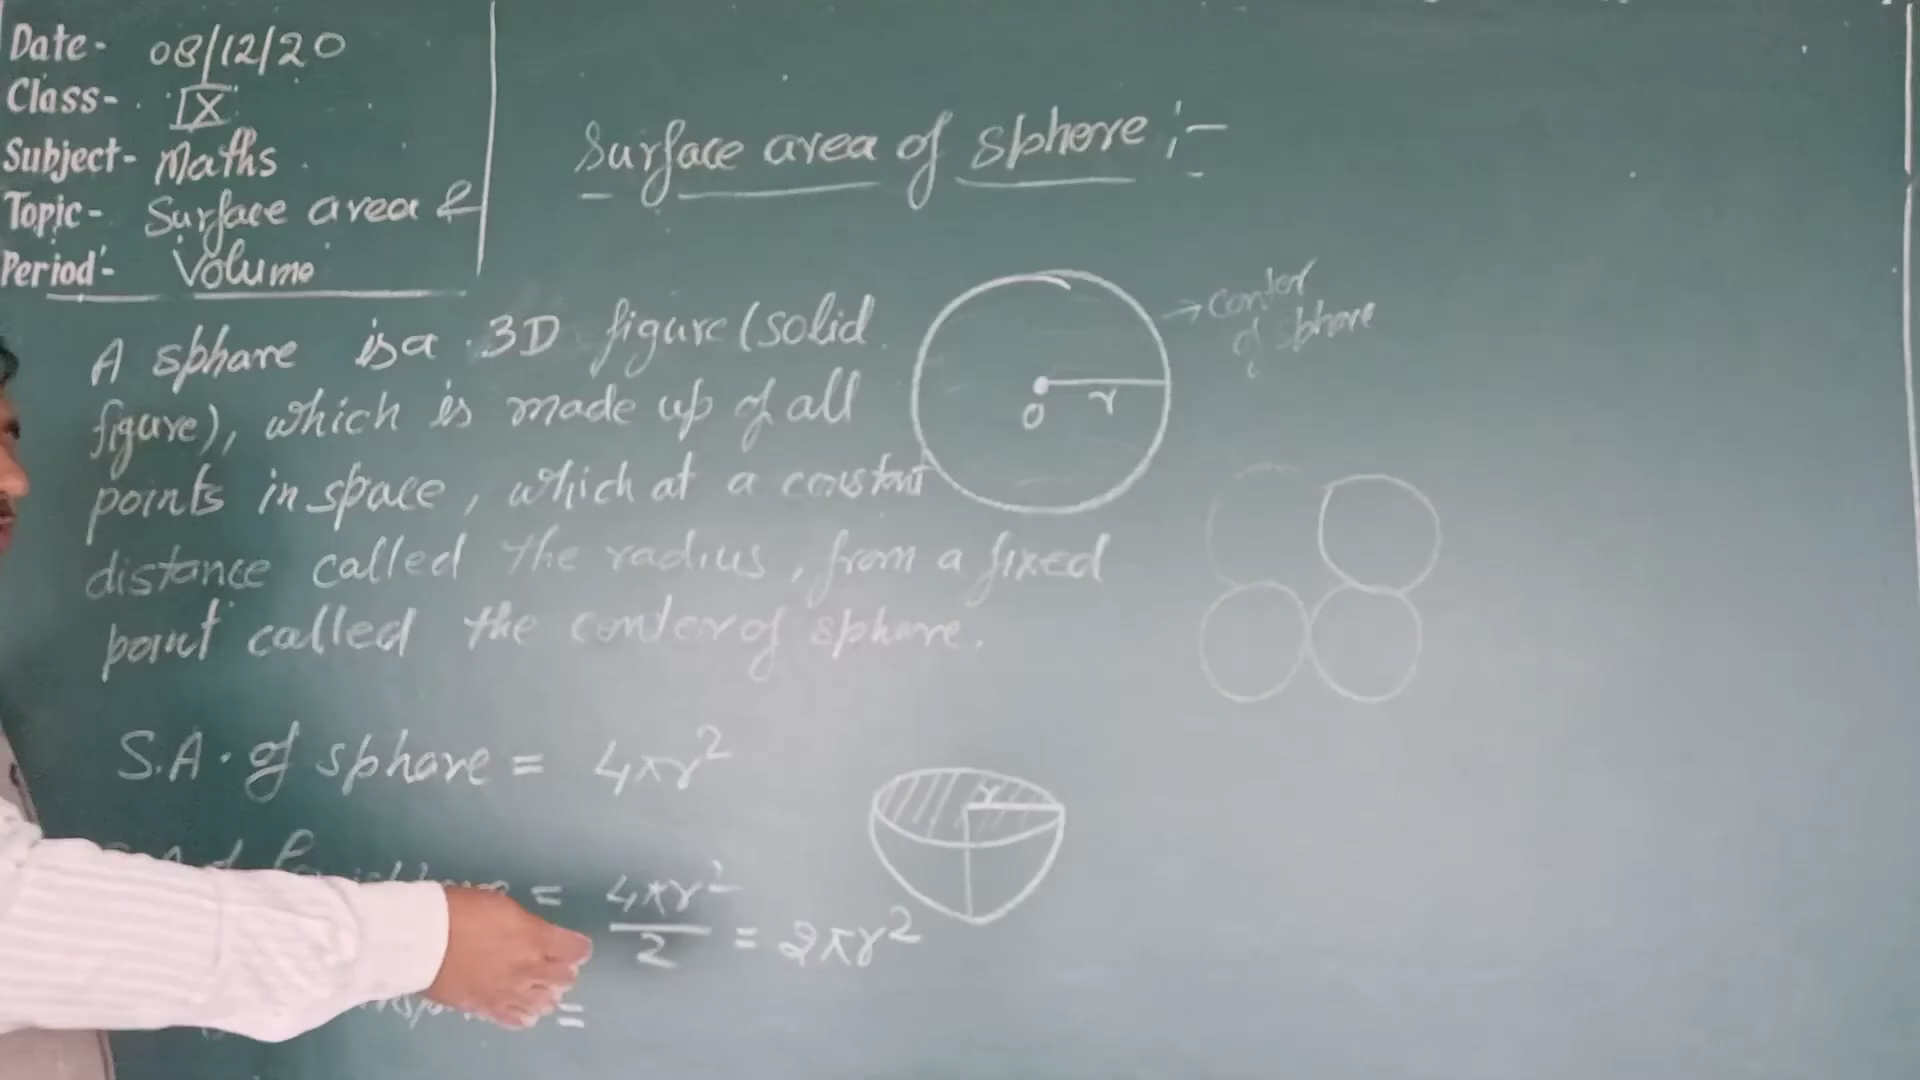 Date- 08/12/20
Class- IX
Subject- Maths
Topic- Surface area &
Period- Volume
Surface area of sphere :-
A sphare is a 3D figure (solid
figure), which is made up of all
points in space, which at a constant
distance called the radius, from a fixed
point called the center of sphere.
→ center
of sphere
O r
S.A. of sphare = 4πr²
r
= 4πr²/2 = 2πr²
=